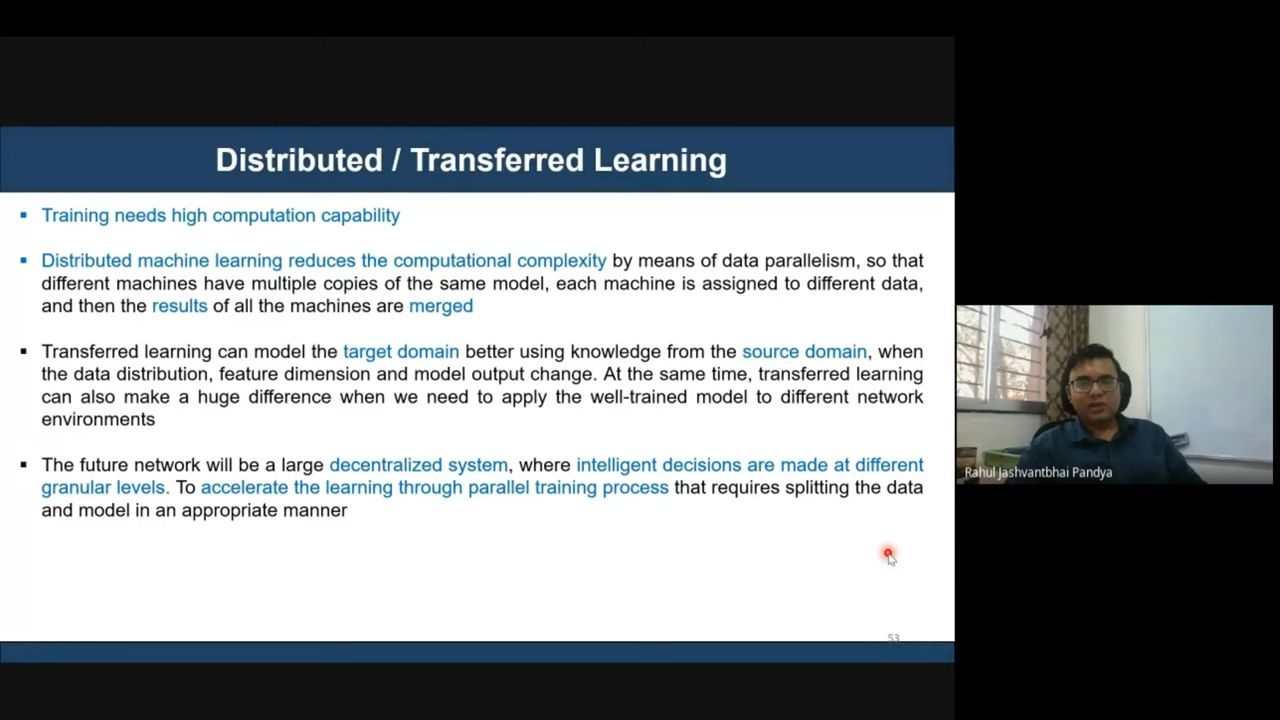 Distributed / Transferred Learning
▪ Training needs high computation capability
▪ Distributed machine learning reduces the computational complexity by means of data parallelism, so that
different machines have multiple copies of the same model, each machine is assigned to different data,
and then the results of all the machines are merged
▪ Transferred learning can model the target domain better using knowledge from the source domain, when
the data distribution, feature dimension and model output change. At the same time, transferred learning
can also make a huge difference when we need to apply the well-trained model to different network
environments
▪ The future network will be a large decentralized system, where intelligent decisions are made at different
granular levels. To accelerate the learning through parallel training process that requires splitting the data
and model in an appropriate manner
53
Rahul Jashvantbhai Pandya